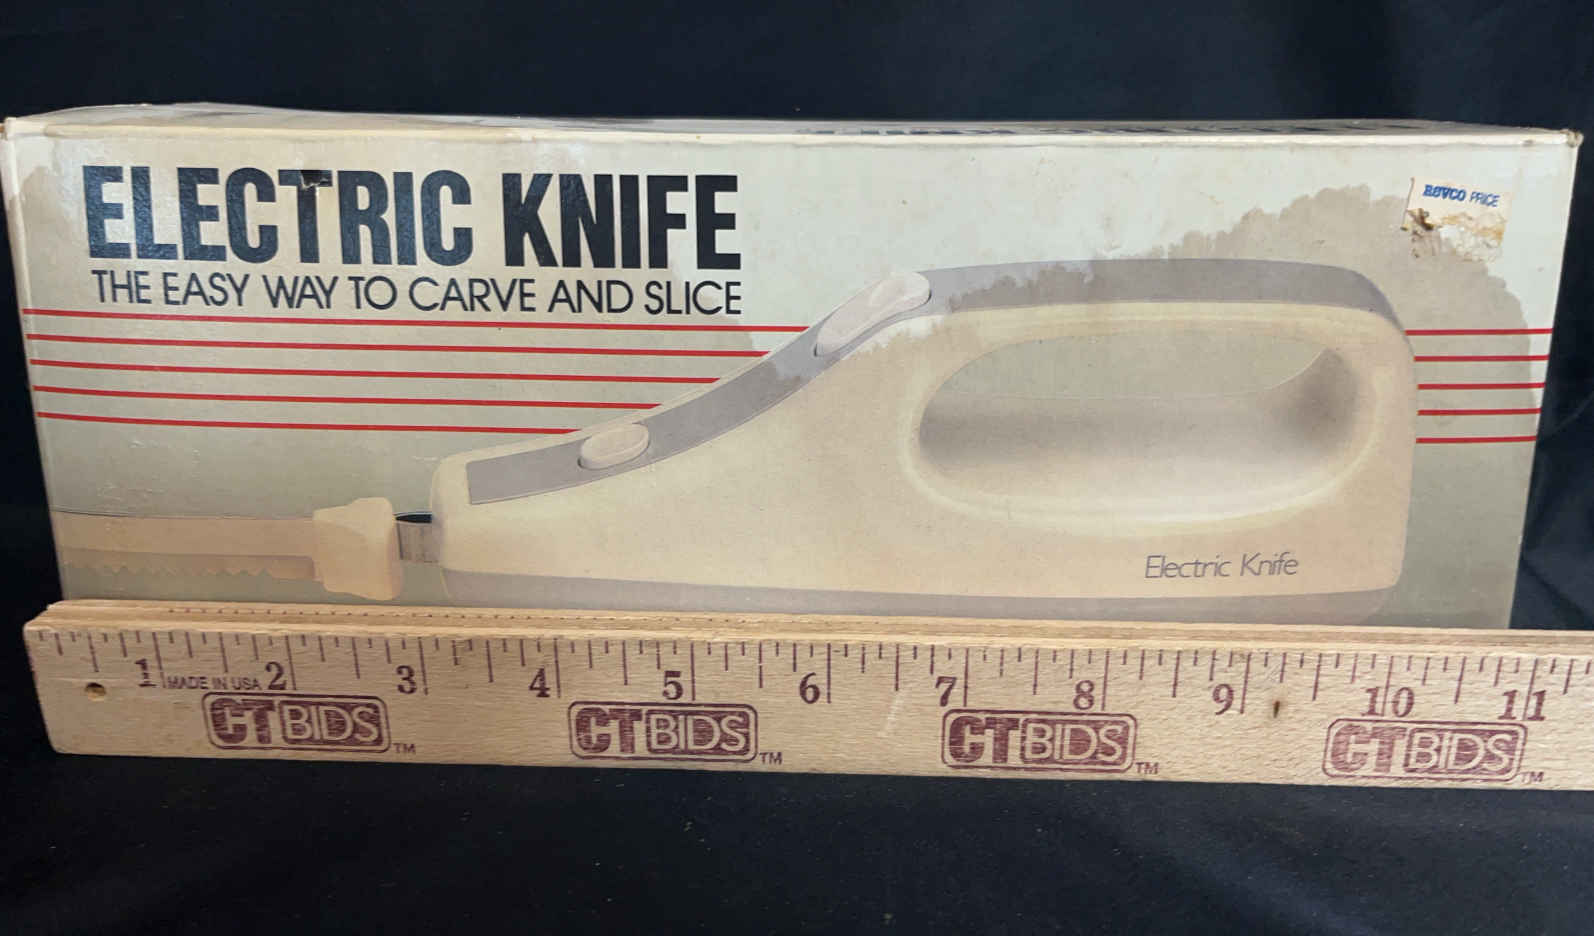 ELECTRIC KNIFE
THE EASY WAY TO CARVE AND SLICE
REVCO PRICE
Electric Knife
1 2 3 4 5 6 7 8 9 10 11
MADE IN USA
CTBIDS TM CTBIDS TM CTBIDS TM CTBIDS TM